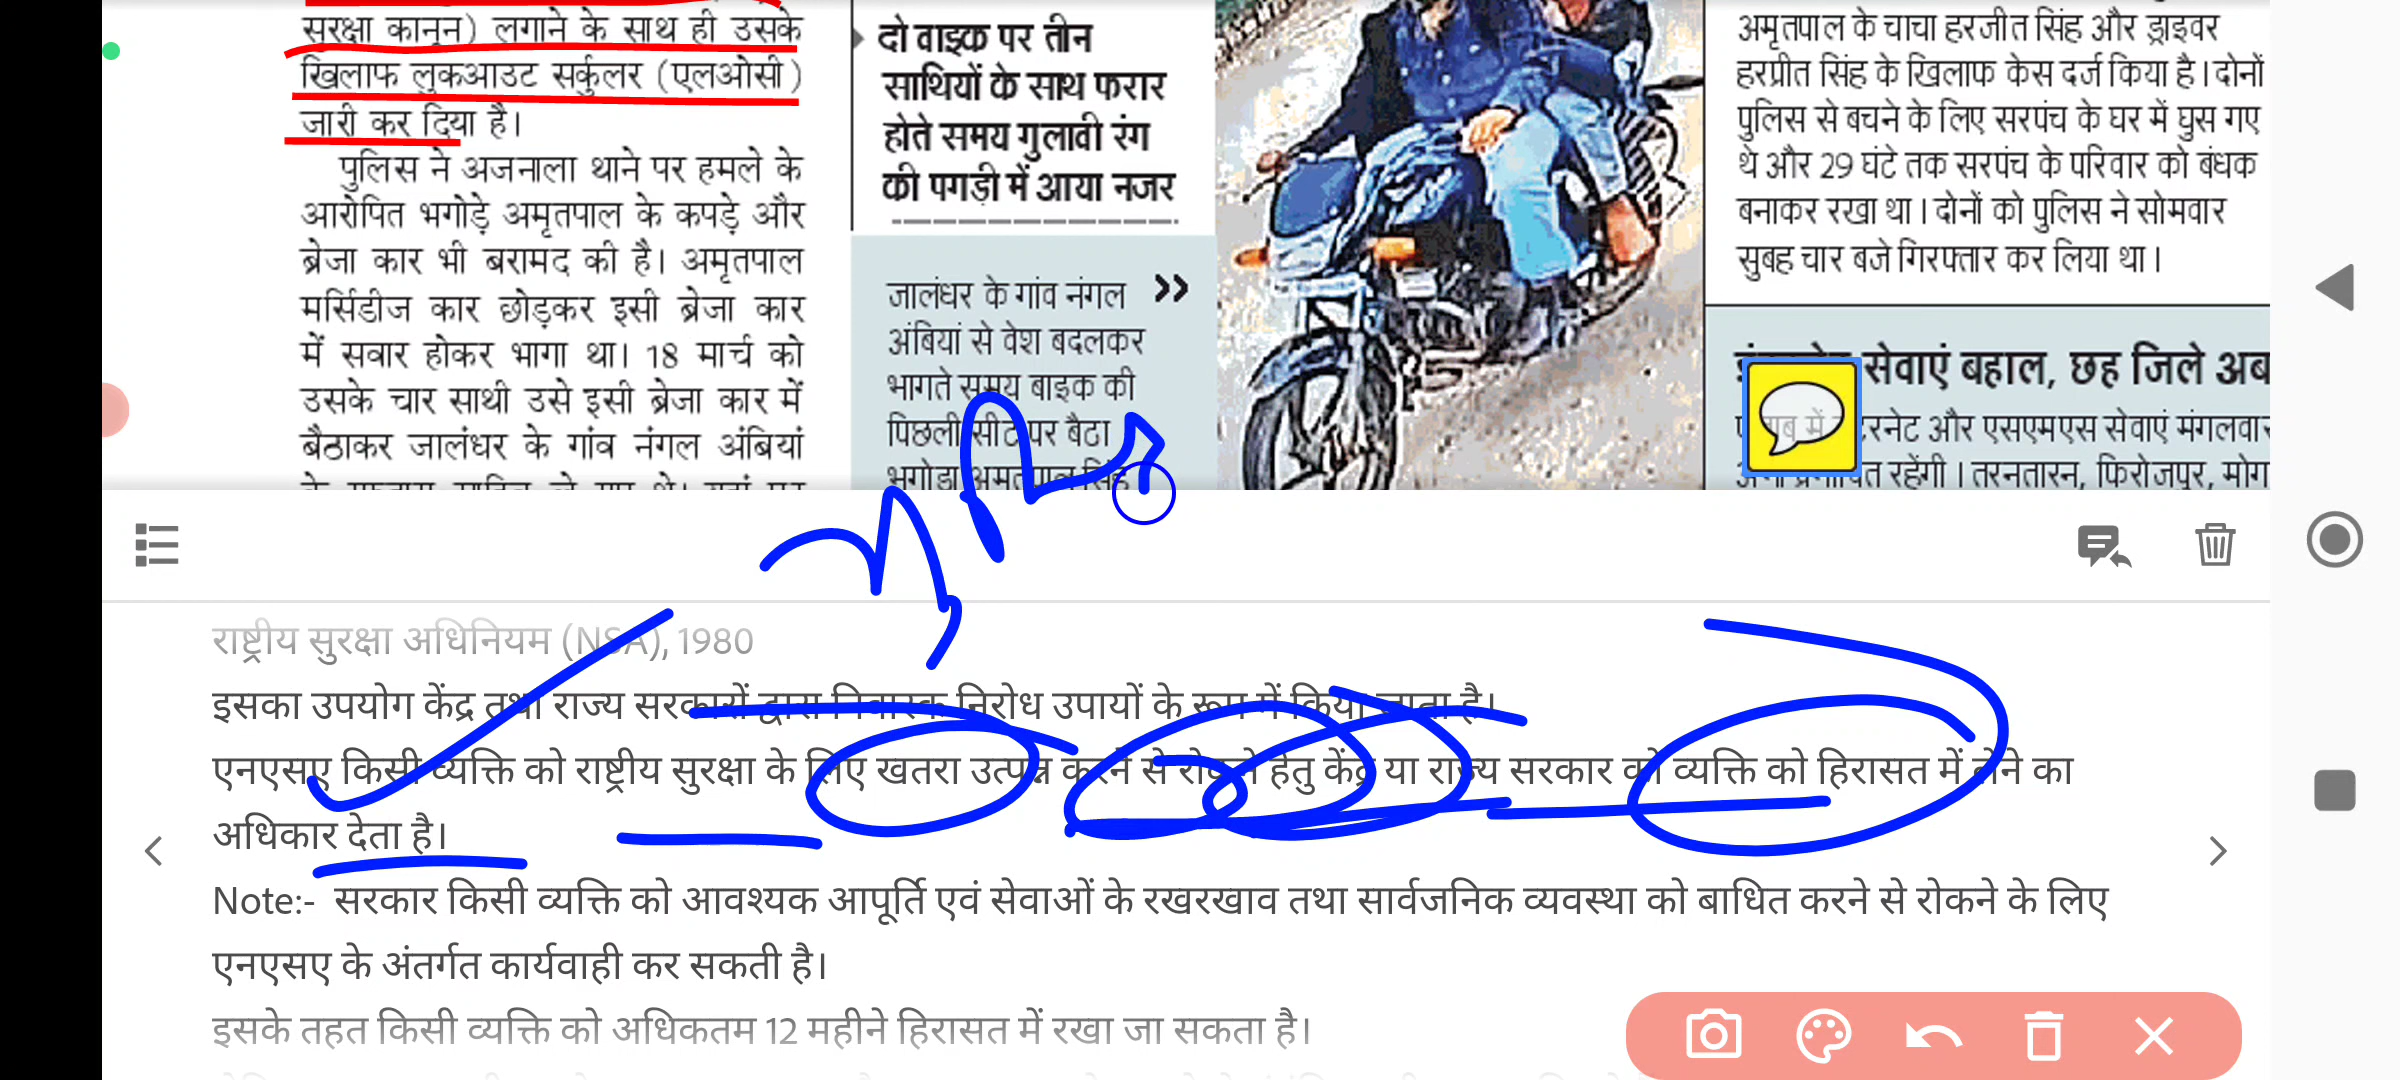 सुरक्षा कानून) लगाने के साथ ही उसके
खिलाफ लुकआउट सर्कुलर (एलओसी)
जारी कर दिया है।
पुलिस ने अजनाला थाने पर हमले के
आरोपित भगोड़े अमृतपाल के कपड़े और
ब्रेजा कार भी बरामद की है। अमृतपाल
मर्सिडीज कार छोड़कर इसी ब्रेजा कार
में सवार होकर भागा था। 18 मार्च को
उसके चार साथी उसे इसी ब्रेजा कार में
बैठाकर जालंधर के गांव नंगल अंबियां
दो बाइक पर तीन
साथियों के साथ फरार
होते समय गुलाबी रंग
की पगड़ी में आया नजर
जालंधर के गांव नंगल »
अंबियां से वेश बदलकर
भागते समय बाइक की
पिछली सीट पर बैठा
भगोड़ा अमृतपाल सिंह
अमृतपाल के चाचा हरजीत सिंह और ड्राइवर
हरप्रीत सिंह के खिलाफ केस दर्ज किया है। दोनों
पुलिस से बचने के लिए सरपंच के घर में घुस गए
थे और 29 घंटे तक सरपंच के परिवार को बंधक
बनाकर रखा था। दोनों को पुलिस ने सोमवार
सुबह चार बजे गिरफ्तार कर लिया था।
सेवाएं बहाल, छह जिले अब
में और एसएमएस सेवाएं मंगलवार
रहेंगी। तरनतारन, फिरोजपुर, मोग
राष्ट्रीय सुरक्षा अधिनियम (NSA), 1980
इसका उपयोग केंद्र तथा राज्य सरकारों द्वारा निवारक निरोध उपायों के रूप में किया जाता है।
एनएसए किसी व्यक्ति को राष्ट्रीय सुरक्षा के लिए खतरा उत्पन्न करने से रोकने हेतु केंद्र या राज्य सरकार को व्यक्ति को हिरासत में लेने का
अधिकार देता है।
Note:- सरकार किसी व्यक्ति को आवश्यक आपूर्ति एवं सेवाओं के रखरखाव तथा सार्वजनिक व्यवस्था को बाधित करने से रोकने के लिए
एनएसए के अंतर्गत कार्यवाही कर सकती है।
इसके तहत किसी व्यक्ति को अधिकतम 12 महीने हिरासत में रखा जा सकता है।